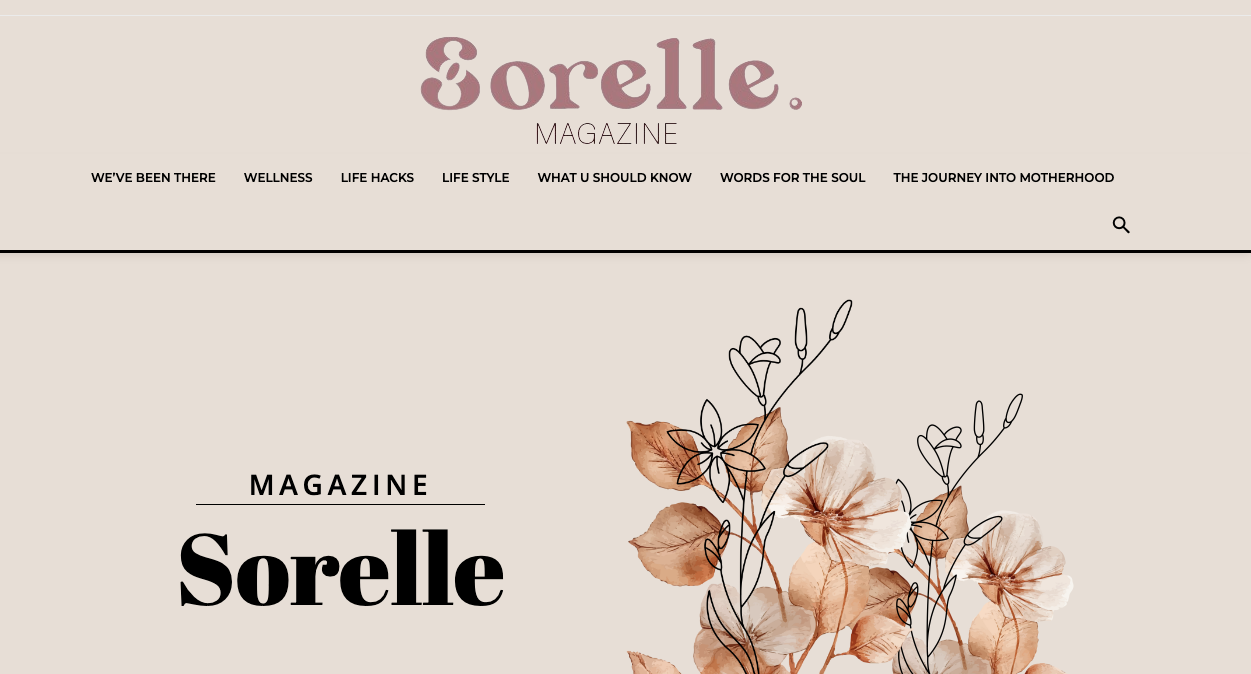 Sorelle.
MAGAZINE
WE’VE BEEN THERE WELLNESS LIFE HACKS LIFE STYLE WHAT U SHOULD KNOW WORDS FOR THE SOUL THE JOURNEY INTO MOTHERHOOD
MAGAZINE
Sorelle